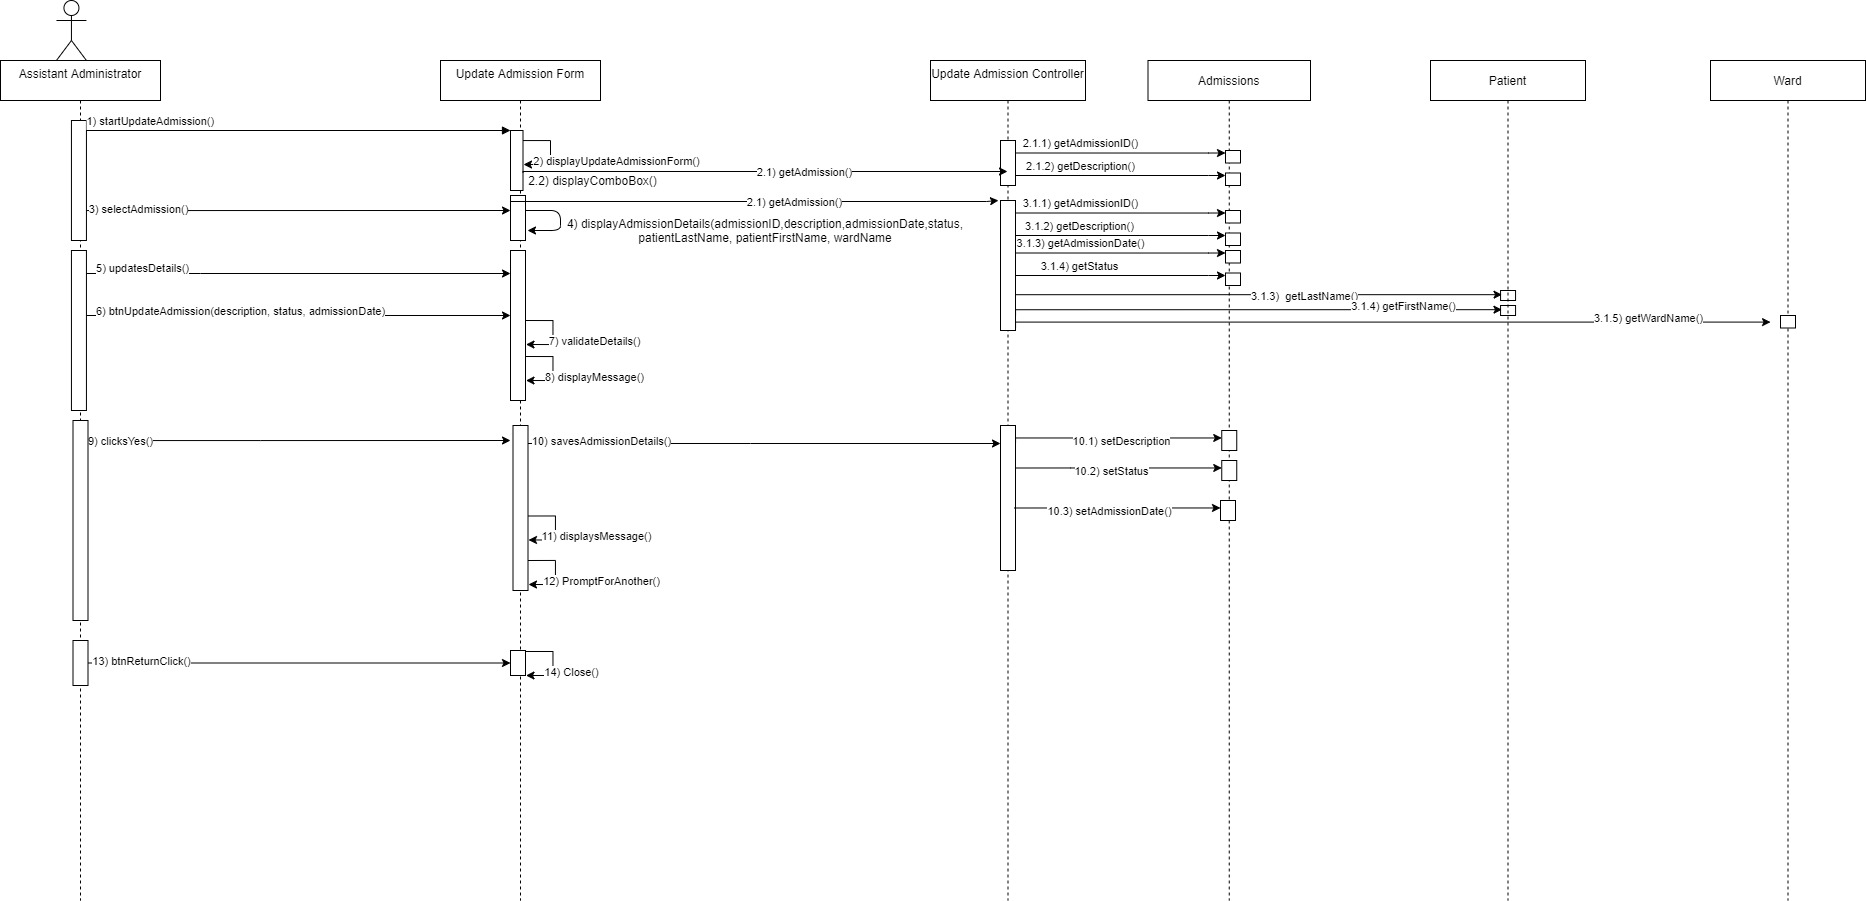 Assistant Administrator
Update Admission Form
Update Admission Controller
Admissions
Patient
Ward
1) startUpdateAdmission()
2) displayUpdateAdmissionForm()
2.1) getAdmission()
2.1.1) getAdmissionID()
2.1.2) getDescription()
2.2) displayComboBox()
3) selectAdmission()
2.1) getAdmission()
4) displayAdmissionDetails(admissionID,description,admissionDate,status,
patientLastName, patientFirstName, wardName
3.1.1) getAdmissionID()
3.1.2) getDescription()
3.1.3) getAdmissionDate()
3.1.4) getStatus
3.1.3)  getLastName()
3.1.4) getFirstName()
3.1.5) getWardName()
5) updatesDetails()
6) btnUpdateAdmission(description, status, admissionDate)
7) validateDetails()
8) displayMessage()
9) clicksYes()
10) savesAdmissionDetails()
10.1) setDescription
10.2) setStatus
10.3) setAdmissionDate()
11) displaysMessage()
12) PromptForAnother()
13) btnReturnClick()
14) Close()